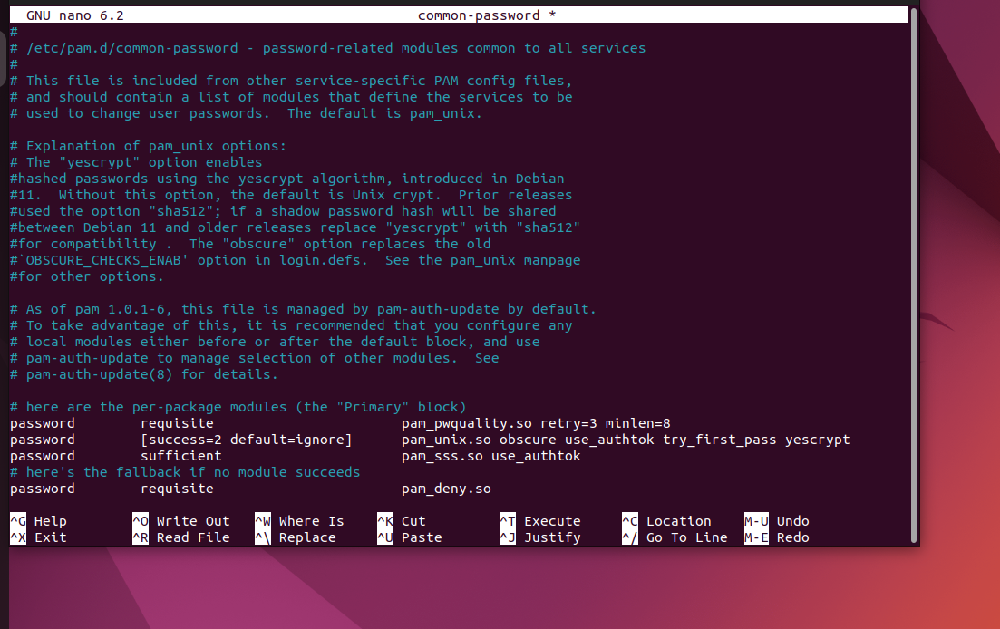 GNU nano 6.2 common-password *
#
# /etc/pam.d/common-password - password-related modules common to all services
#
# This file is included from other service-specific PAM config files,
# and should contain a list of modules that define the services to be
# used to change user passwords.  The default is pam_unix.

# Explanation of pam_unix options:
# The "yescrypt" option enables
#hashed passwords using the yescrypt algorithm, introduced in Debian
#11.  Without this option, the default is Unix crypt.  Prior releases
#used the option "sha512"; if a shadow password hash will be shared
#between Debian 11 and older releases replace "yescrypt" with "sha512"
#for compatibility .  The "obscure" option replaces the old
#`OBSCURE_CHECKS_ENAB' option in login.defs.  See the pam_unix manpage
#for other options.

# As of pam 1.0.1-6, this file is managed by pam-auth-update by default.
# To take advantage of this, it is recommended that you configure any
# local modules either before or after the default block, and use
# pam-auth-update to manage selection of other modules.  See
# pam-auth-update(8) for details.

# here are the per-package modules (the "Primary" block)
password        requisite                       pam_pwquality.so retry=3 minlen=8
password        [success=2 default=ignore]      pam_unix.so obscure use_authtok try_first_pass yescrypt
password        sufficient                      pam_sss.so use_authtok
# here's the fallback if no module succeeds
password        requisite                       pam_deny.so

^G Help ^O Write Out ^W Where Is ^K Cut ^T Execute ^C Location M-U Undo
^X Exit ^R Read File ^\ Replace ^U Paste ^J Justify ^/ Go To Line M-E Redo